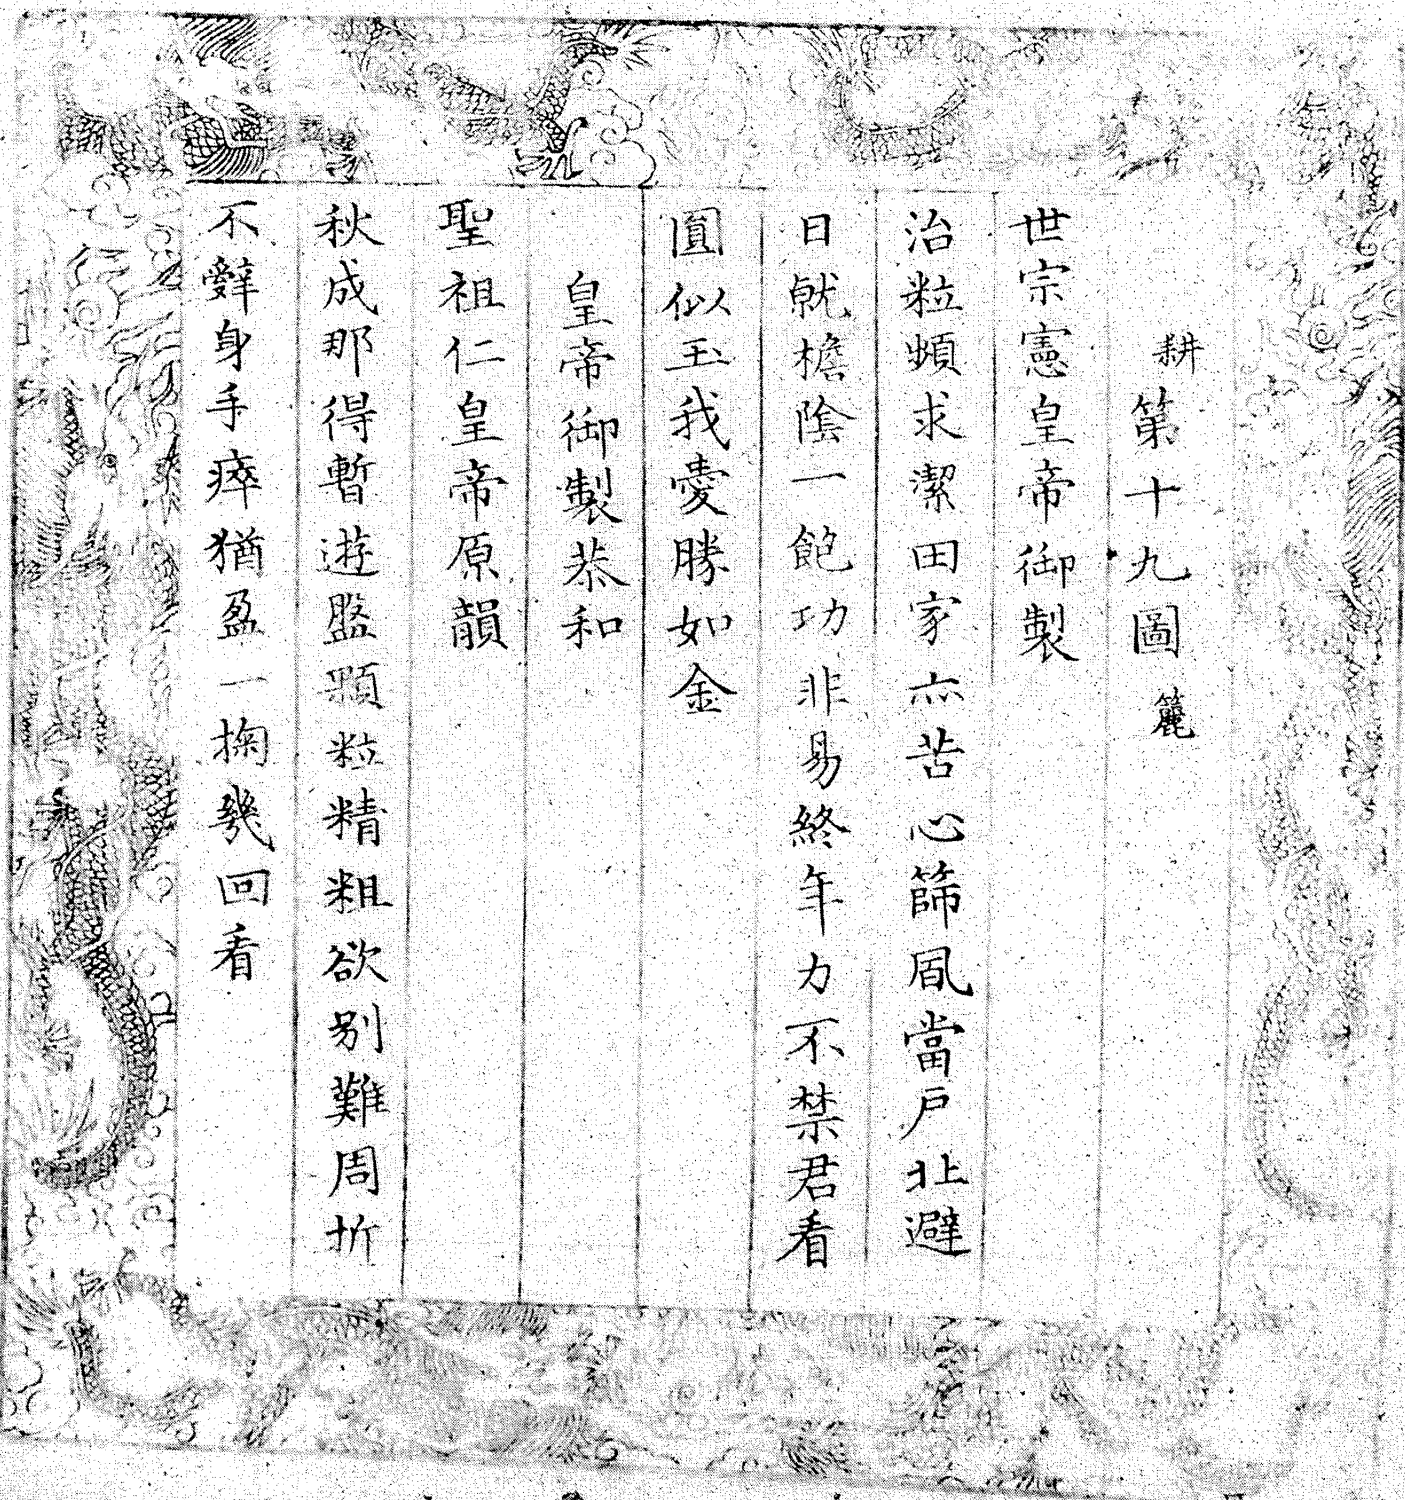 耕第十九圖簏
世宗憲皇帝御製
治粒頻求潔田家亦苦心篩風當戶北避
日就檐陰一飽功非易終年力不禁君看
圓似玉我愛勝如金
皇帝御製恭和
聖祖仁皇帝原韻
秋成那得暫遊盤顆粒精粗欲別難周折
不辭身手瘁猶盈一掬幾回看